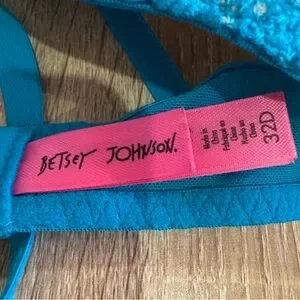 BETSEY JOHNSON.
Made in
China
Fabriqué en
Chine
Hecho en
China
32D